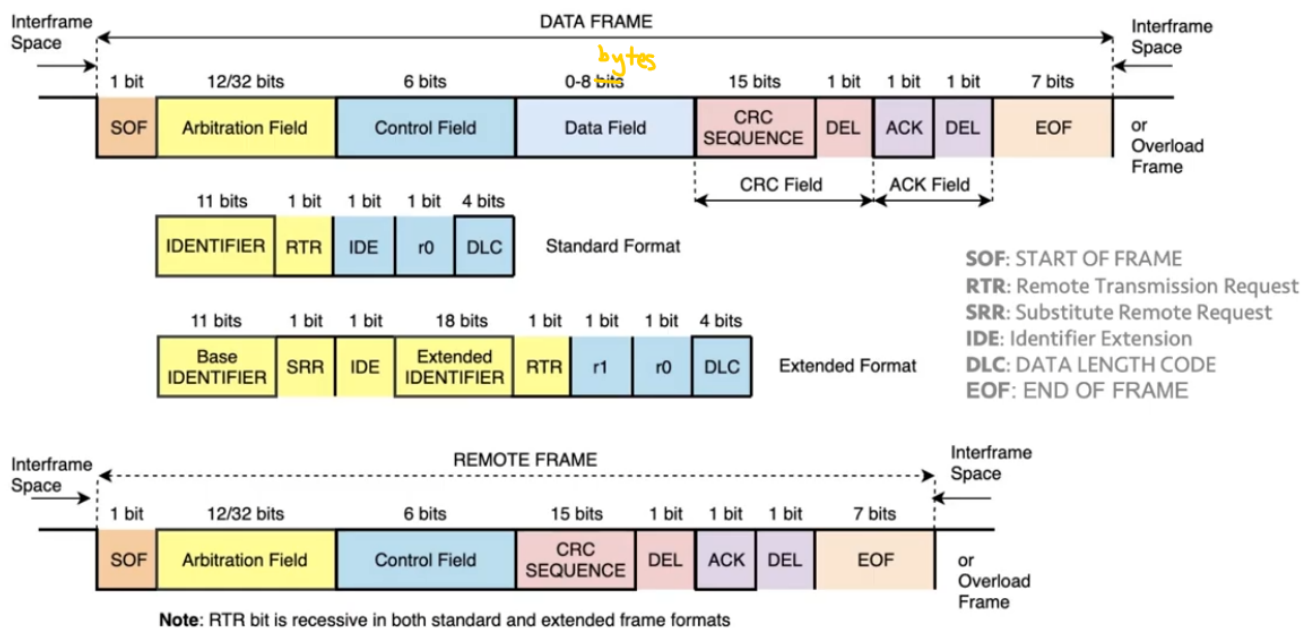 Interframe Space
DATA FRAME
Interframe Space
bytes
1 bit 12/32 bits 6 bits 0-8 bits 15 bits 1 bit 1 bit 1 bit 7 bits
SOF Arbitration Field Control Field Data Field CRC SEQUENCE DEL ACK DEL EOF
or Overload Frame
CRC Field ACK Field
11 bits 1 bit 1 bit 1 bit 4 bits
IDENTIFIER RTR IDE r0 DLC Standard Format
SOF: START OF FRAME
RTR: Remote Transmission Request
SRR: Substitute Remote Request
IDE: Identifier Extension
DLC: DATA LENGTH CODE
EOF: END OF FRAME
11 bits 1 bit 1 bit 18 bits 1 bit 1 bit 1 bit 4 bits
Base IDENTIFIER SRR IDE Extended IDENTIFIER RTR r1 r0 DLC Extended Format
Interframe Space
REMOTE FRAME
Interframe Space
1 bit 12/32 bits 6 bits 15 bits 1 bit 1 bit 1 bit 7 bits
SOF Arbitration Field Control Field CRC SEQUENCE DEL ACK DEL EOF
or Overload Frame
Note: RTR bit is recessive in both standard and extended frame formats